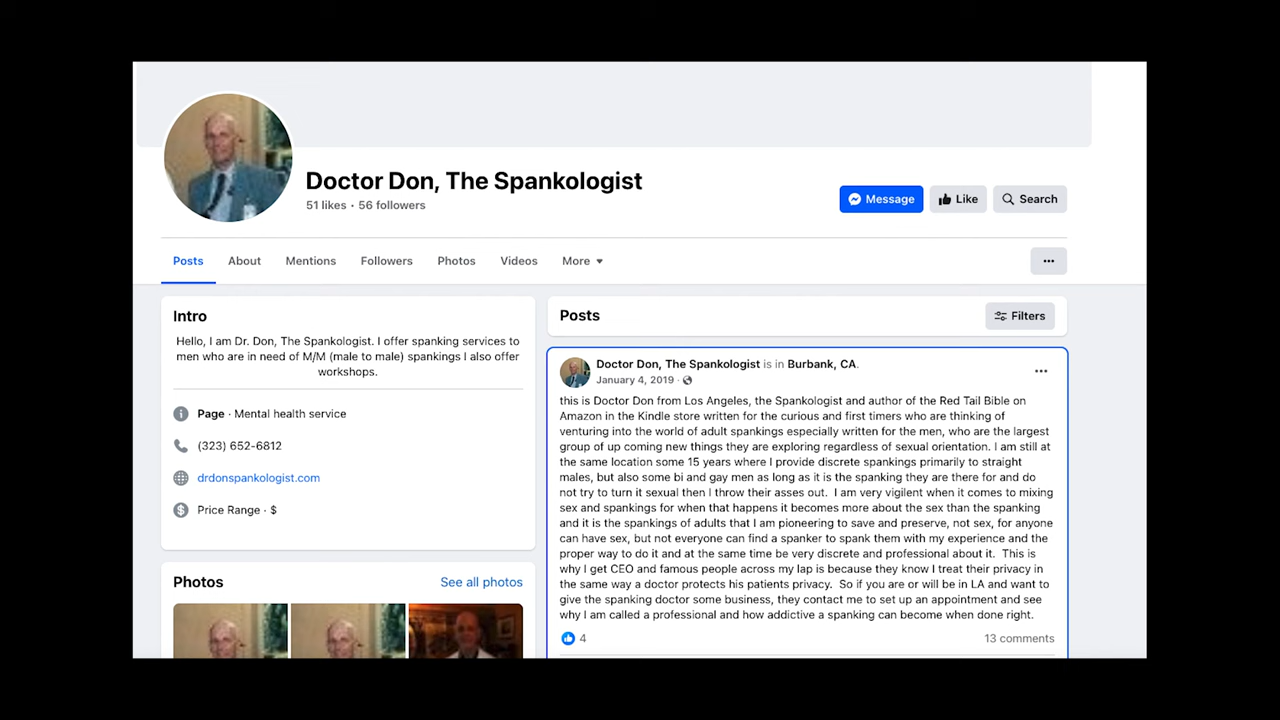 Doctor Don, The Spankologist
51 likes • 56 followers
Message
Like
Search
Posts
About
Mentions
Followers
Photos
Videos
More
Intro
Hello, I am Dr. Don, The Spankologist. I offer spanking services to
men who are in need of M/M (male to male) spankings I also offer
workshops.
Page · Mental health service
(323) 652-6812
drdonspankologist.com
Price Range · $
Photos
See all photos
Posts
Filters
Doctor Don, The Spankologist is in Burbank, CA.
January 4, 2019 ·
this is Doctor Don from Los Angeles, the Spankologist and author of the Red Tail Bible on
Amazon in the Kindle store written for the curious and first timers who are thinking of
venturing into the world of adult spankings especially written for the men, who are the largest
group of up coming new things they are exploring regardless of sexual orientation. I am still at
the same location some 15 years where I provide discrete spankings primarily to straight
males, but also some bi and gay men as long as it is the spanking they are there for and do
not try to turn it sexual then I throw their asses out. I am very vigilent when it comes to mixing
sex and spankings for when that happens it becomes more about the sex than the spanking
and it is the spankings of adults that I am pioneering to save and preserve, not sex, for anyone
can have sex, but not everyone can find a spanker to spank them with my experience and the
proper way to do it and at the same time be very discrete and professional about it. This is
why I get CEO and famous people across my lap is because they know I treat their privacy in
the same way a doctor protects his patients privacy. So if you are or will be in LA and want to
give the spanking doctor some business, they contact me to set up an appointment and see
why I am called a professional and how addictive a spanking can become when done right.
4
13 comments